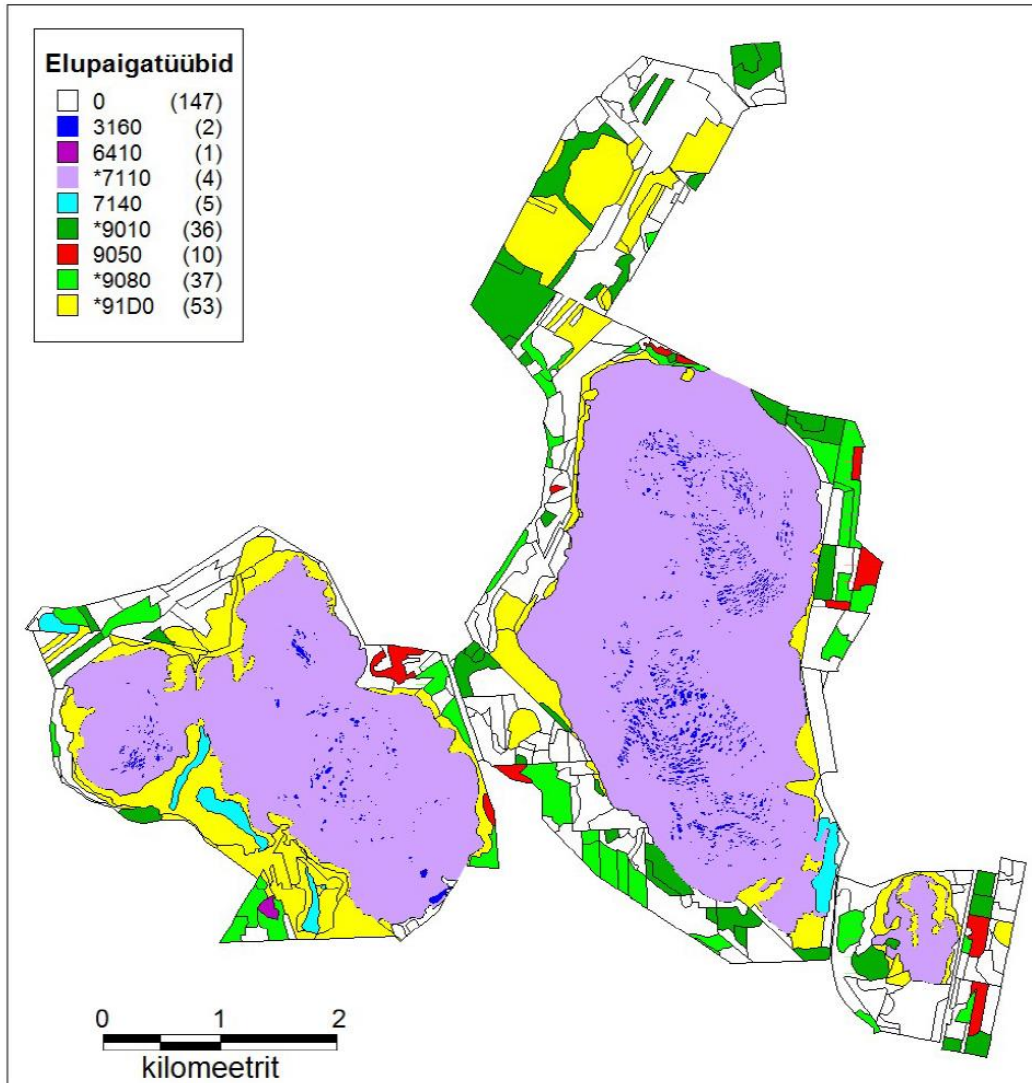 Elupaigatüübid
0 (147)
3160 (2)
6410 (1)
*7110 (4)
7140 (5)
*9010 (36)
9050 (10)
*9080 (37)
*91D0 (53)
0 1 2
kilomeetrit